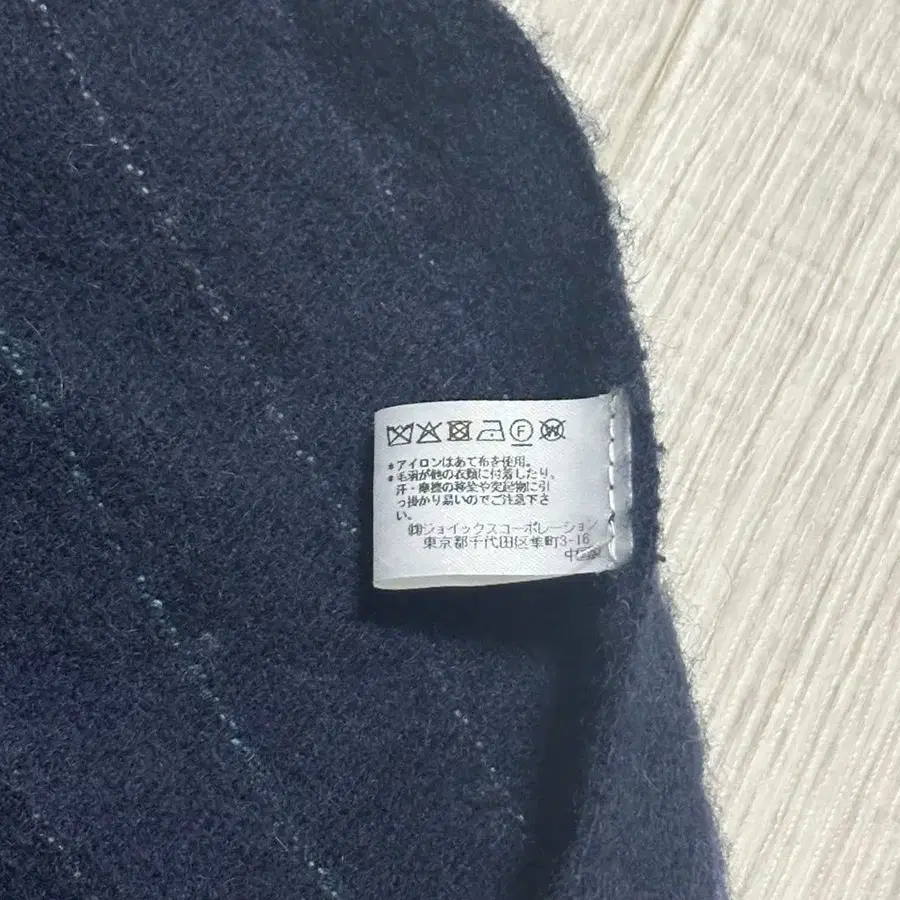 F W
*アイロンはあて布を使用。
*毛羽が他の衣類に付着したり、
汗・摩擦の移染や突起物に引
っ掛かり易いのでご注意下さ
い。
㈱ジョイックスコーポレーション
東京都千代田区隼町3-16
中国製